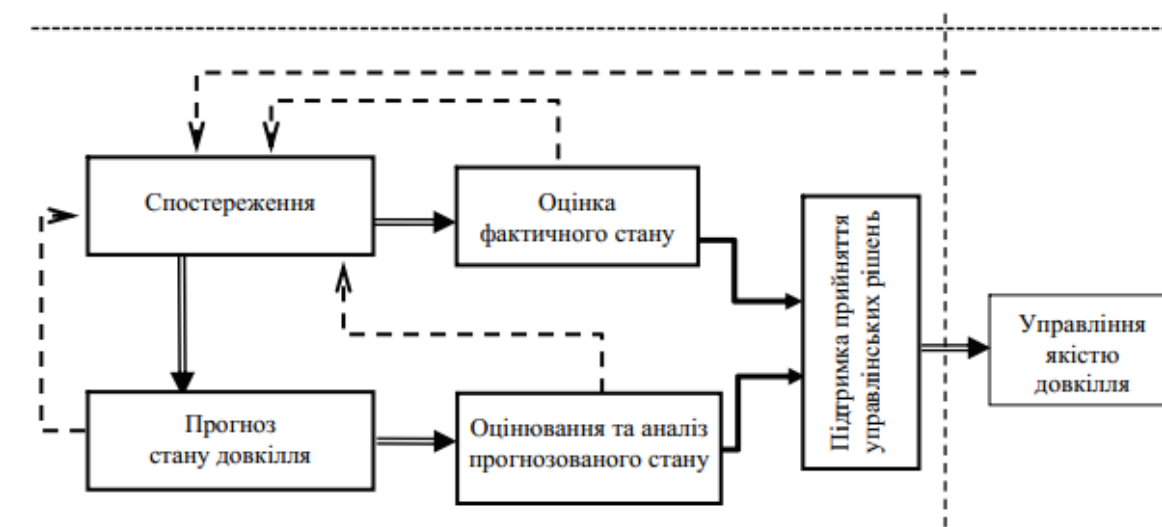 Спостереження
Оцінка
фактичного стану
Підтримка прийняття
управлінських рішень
Управління
якістю
довкілля
Прогноз
стану довкілля
Оцінювання та аналіз
прогнозованого стану